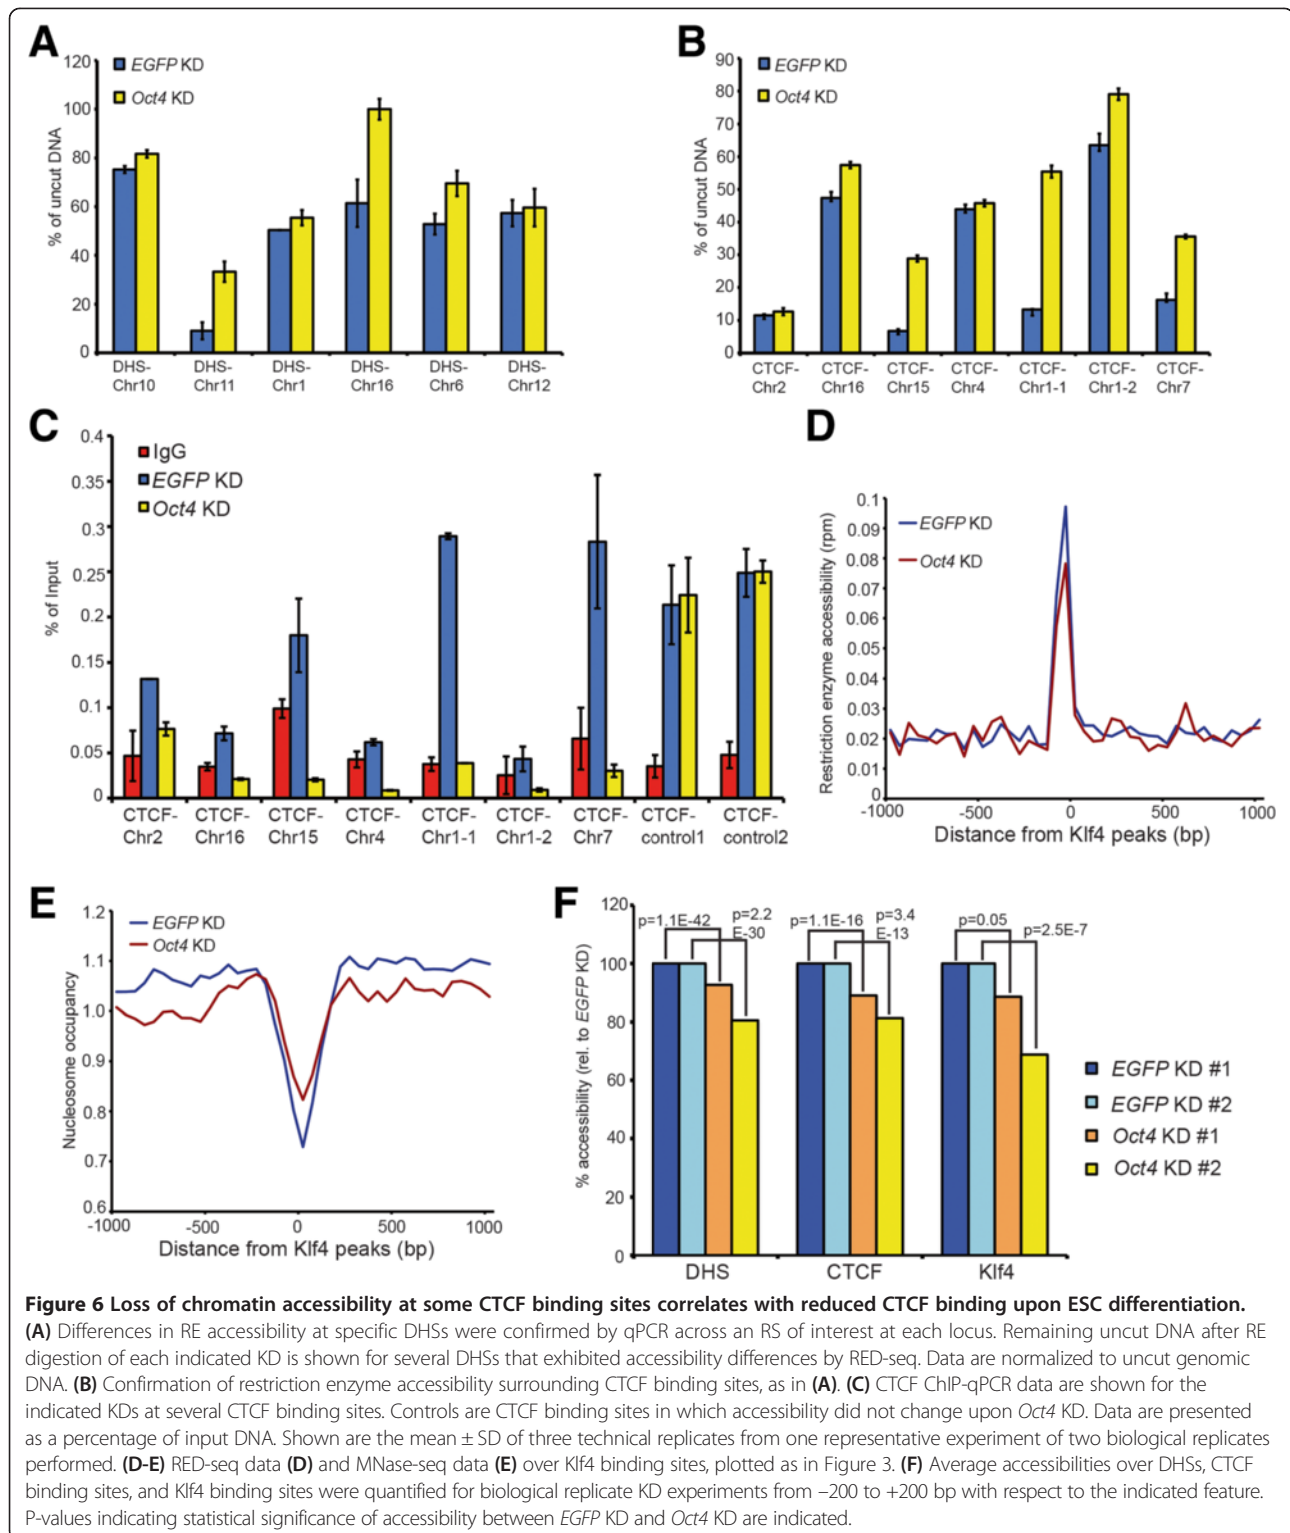 A
120
100
80
60
40
20
0
% of uncut DNA
EGFP KD
Oct4 KD
DHS-
Chr10
DHS-
Chr11
DHS-
Chr1
DHS-
Chr16
DHS-
Chr6
DHS-
Chr12
B
90
80
70
60
50
40
30
20
10
0
% of uncut DNA
EGFP KD
Oct4 KD
CTCF-
Chr2
CTCF-
Chr16
CTCF-
Chr15
CTCF-
Chr4
CTCF-
Chr1-1
CTCF-
Chr1-2
CTCF-
Chr7
C
0.4
0.35
0.3
0.25
0.2
0.15
0.1
0.05
0
% of Input
IgG
EGFP KD
Oct4 KD
CTCF-
Chr2
CTCF-
Chr16
CTCF-
Chr15
CTCF-
Chr4
CTCF-
Chr1-1
CTCF-
Chr1-2
CTCF-
Chr7
CTCF-
control1
CTCF-
control2
D
0.1
0.09
0.08
0.07
0.06
0.05
0.04
0.03
0.02
0.01
0
Restriction enzyme accessibility (rpm)
EGFP KD
Oct4 KD
-1000 -500 0 500 1000
Distance from Klf4 peaks (bp)
E
1.2
1.1
1.0
0.9
0.8
0.7
0.6
Nucleosome occupancy
EGFP KD
Oct4 KD
-1000 -500 0 500 1000
Distance from Klf4 peaks (bp)
F
120
100
80
60
40
20
0
% accessibility (rel. to EGFP KD)
p=1.1E-42
p=2.2
E-30
p=1.1E-16
p=3.4
E-13
p=0.05
p=2.5E-7
DHS
CTCF
Klf4
EGFP KD #1
EGFP KD #2
Oct4 KD #1
Oct4 KD #2
Figure 6 Loss of chromatin accessibility at some CTCF binding sites correlates with reduced CTCF binding upon ESC differentiation.
(A) Differences in RE accessibility at specific DHSs were confirmed by qPCR across an RS of interest at each locus. Remaining uncut DNA after RE
digestion of each indicated KD is shown for several DHSs that exhibited accessibility differences by RED-seq. Data are normalized to uncut genomic
DNA. (B) Confirmation of restriction enzyme accessibility surrounding CTCF binding sites, as in (A). (C) CTCF ChIP-qPCR data are shown for the
indicated KDs at several CTCF binding sites. Controls are CTCF binding sites in which accessibility did not change upon Oct4 KD. Data are presented
as a percentage of input DNA. Shown are the mean ± SD of three technical replicates from one representative experiment of two biological replicates
performed. (D-E) RED-seq data (D) and MNase-seq data (E) over Klf4 binding sites, plotted as in Figure 3. (F) Average accessibilities over DHSs, CTCF
binding sites, and Klf4 binding sites were quantified for biological replicate KD experiments from −200 to +200 bp with respect to the indicated feature.
P-values indicating statistical significance of accessibility between EGFP KD and Oct4 KD are indicated.